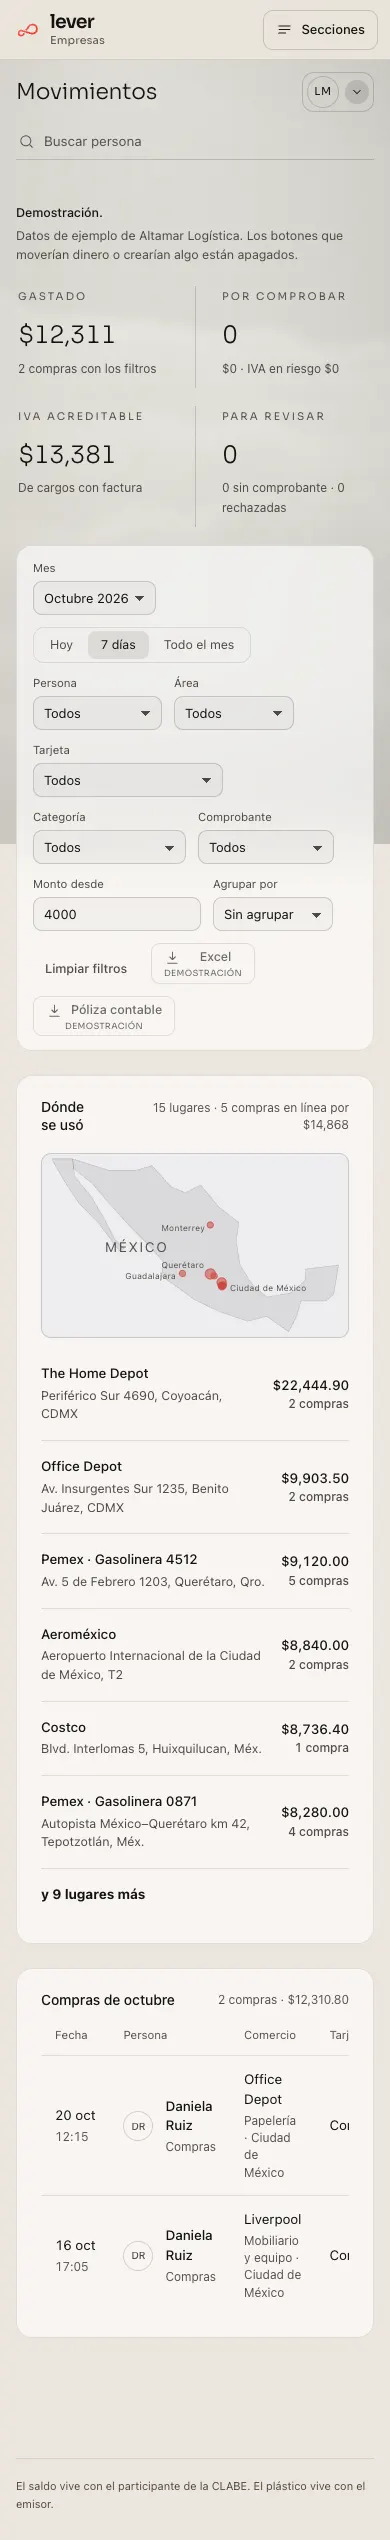 lever
Empresas
Secciones
Movimientos
LM
Buscar persona
Demostración.
Datos de ejemplo de Altamar Logística. Los botones que
moverían dinero o crearían algo están apagados.
GASTADO
$12,311
2 compras con los filtros
POR COMPROBAR
0
$0 · IVA en riesgo $0
IVA ACREDITABLE
$13,381
De cargos con factura
PARA REVISAR
0
0 sin comprobante · 0
rechazadas
Mes
Octubre 2026
Hoy
7 días
Todo el mes
Persona
Área
Todos
Todos
Tarjeta
Todos
Categoría
Comprobante
Todos
Todos
Monto desde
Agrupar por
4000
Sin agrupar
Limpiar filtros
Excel
DEMOSTRACIÓN
Póliza contable
DEMOSTRACIÓN
Dónde
se usó
15 lugares · 5 compras en línea por
$14,868
Monterrey
MÉXICO
Querétaro
Guadalajara
Ciudad de México
The Home Depot
Periférico Sur 4690, Coyoacán,
CDMX
$22,444.90
2 compras
Office Depot
Av. Insurgentes Sur 1235, Benito
Juárez, CDMX
$9,903.50
2 compras
Pemex · Gasolinera 4512
Av. 5 de Febrero 1203, Querétaro, Qro.
$9,120.00
5 compras
Aeroméxico
Aeropuerto Internacional de la Ciudad
de México, T2
$8,840.00
2 compras
Costco
Blvd. Interlomas 5, Huixquilucan, Méx.
$8,736.40
1 compra
Pemex · Gasolinera 0871
Autopista México–Querétaro km 42,
Tepotzotlán, Méx.
$8,280.00
4 compras
y 9 lugares más
Compras de octubre
2 compras · $12,310.80
Fecha
Persona
Comercio
Tarj
20 oct
12:15
DR
Daniela
Ruiz
Compras
Office
Depot
Papelería
· Ciudad
de
México
Cor
16 oct
17:05
DR
Daniela
Ruiz
Compras
Liverpool
Mobiliario
y equipo ·
Ciudad de
México
Cor
El saldo vive con el participante de la CLABE. El plástico vive con el
emisor.